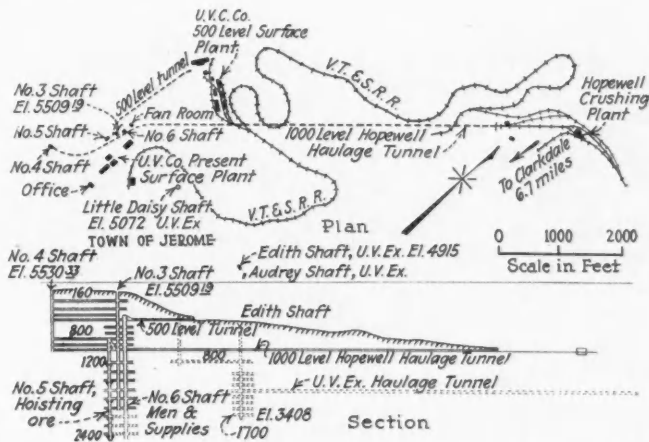 U.V.C. Co.
500 Level Surface
Plant
V.T. & S.R.R.
No.3 Shaft
El. 5509 19
500 Level tunnel
Hopewell
Crushing
Plant
Fan Room
No.5 Shaft
No.6 Shaft
1000 Level Hopewell
Haulage Tunnel
No.4 Shaft
U.V.Co. Present
Surface Plant
Office
To Clarkdale
6.7 miles
Little Daisy Shaft
El. 5072 U.V.Ex
V.T.&S.R.R.
TOWN OF JEROME
Plan
0 1000 2000
Scale in Feet
No. 4 Shaft
El. 5530 33
No.3 Shaft
El. 5509 19
Edith Shaft, U.V.Ex. El. 4915
Audrey Shaft, U.V. Ex.
160
Edith Shaft
500 Level Tunnel
800
800
1000 Level Hopewell Haulage Tunnel
1200
U.V.Ex. Haulage Tunnel
No.5 Shaft,
Hoisting
ore
No.6 Shaft
Men &
Supplies
El. 3408
1700
Section
2400